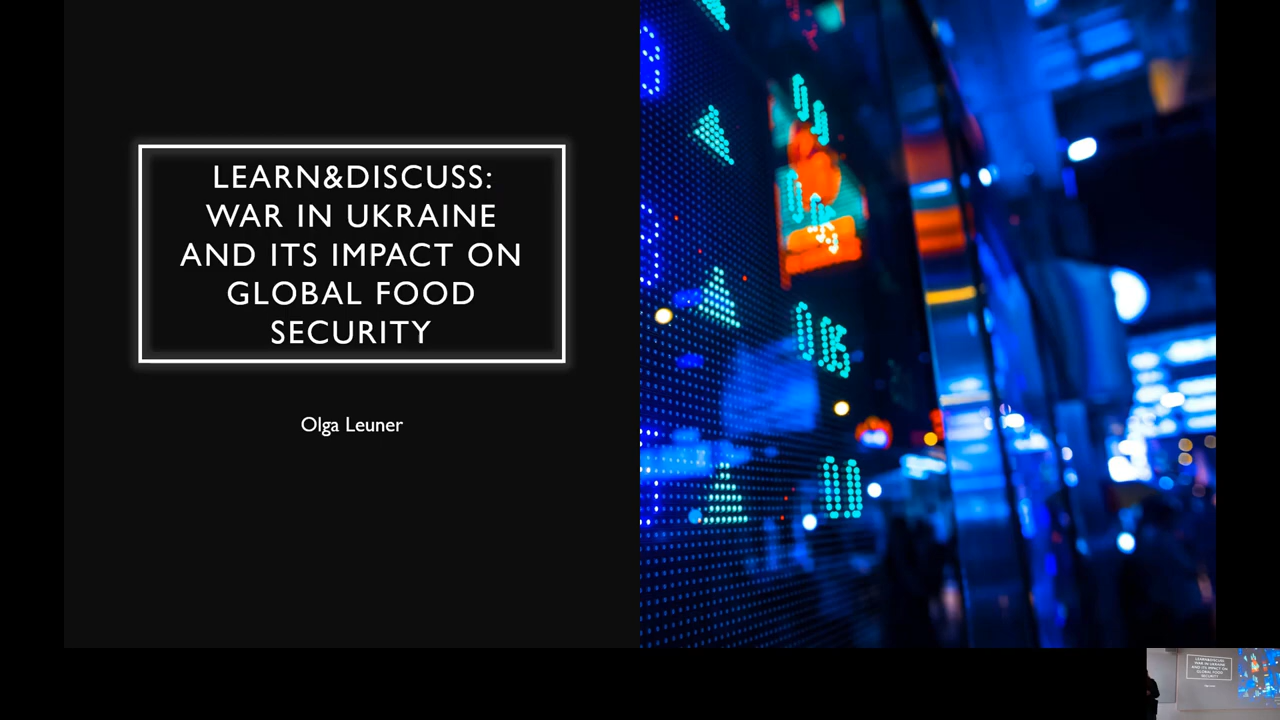 LEARN&DISCUSS:
WAR IN UKRAINE
AND ITS IMPACT ON
GLOBAL FOOD
SECURITY
Olga Leuner